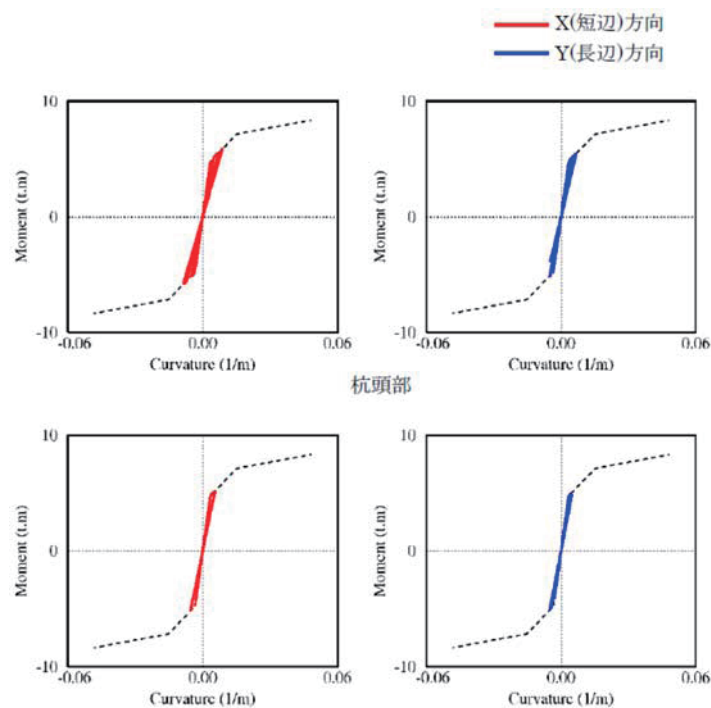 X(短辺)方向
Y(長辺)方向
10
0
-10
Moment (t.m)
-0.06
0.00
0.06
Curvature (1/m)
10
0
-10
Moment (t.m)
-0.06
0.00
0.06
Curvature (1/m)
杭頭部
10
0
-10
Moment (t.m)
-0.06
0.00
0.06
Curvature (1/m)
10
0
-10
Moment (t.m)
-0.06
0.00
0.06
Curvature (1/m)